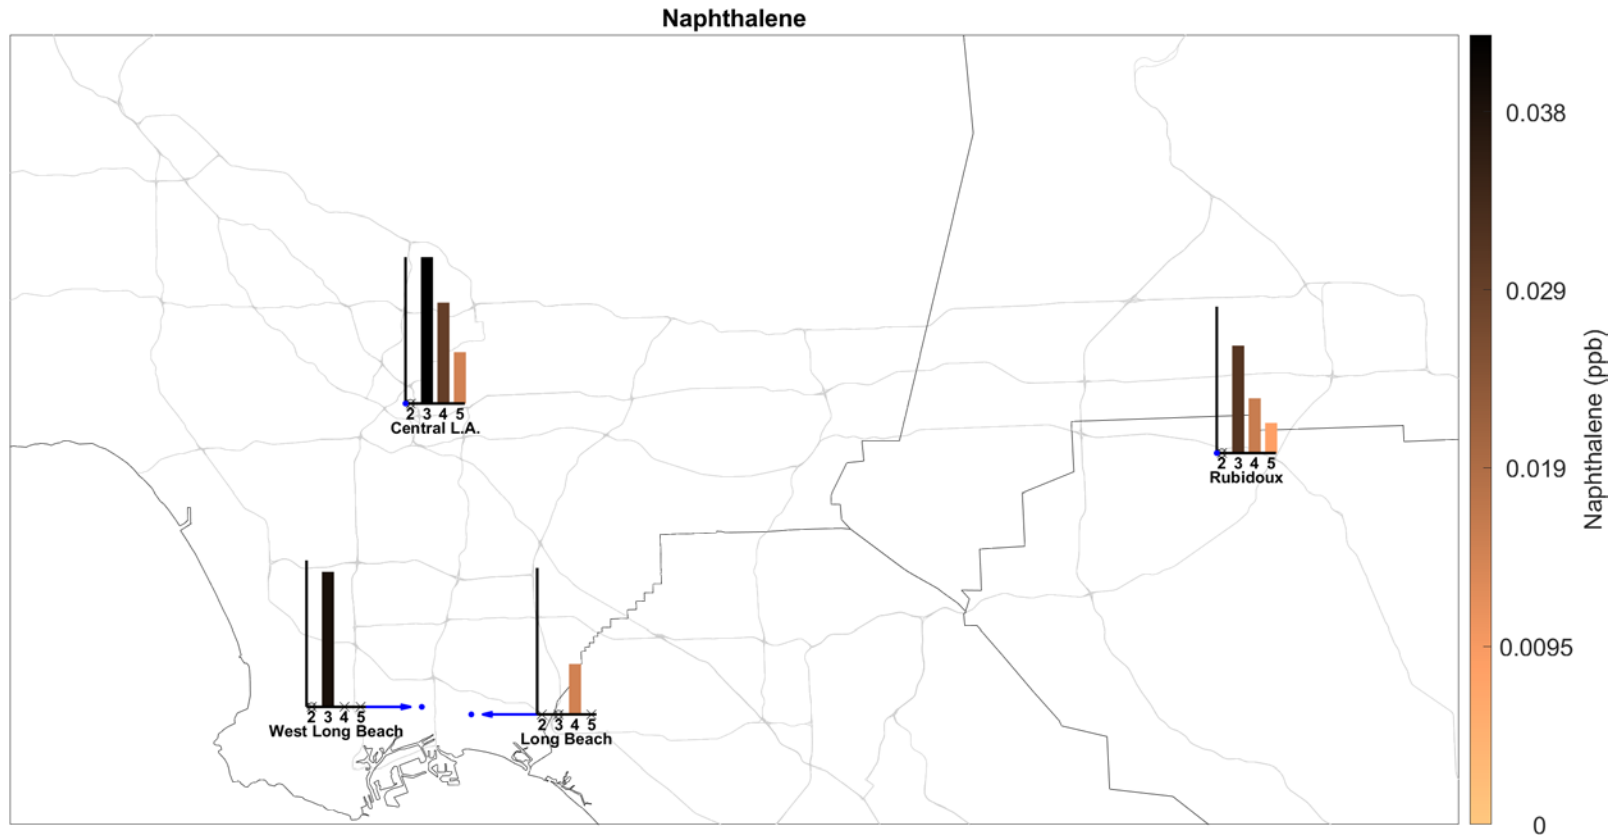 Naphthalene
0.038
0.029
0.019
0.0095
0
Naphthalene (ppb)
2 3 4 5
Central L.A.
2 3 4 5
Rubidoux
2 3 4 5
West Long Beach
2 3 4 5
Long Beach